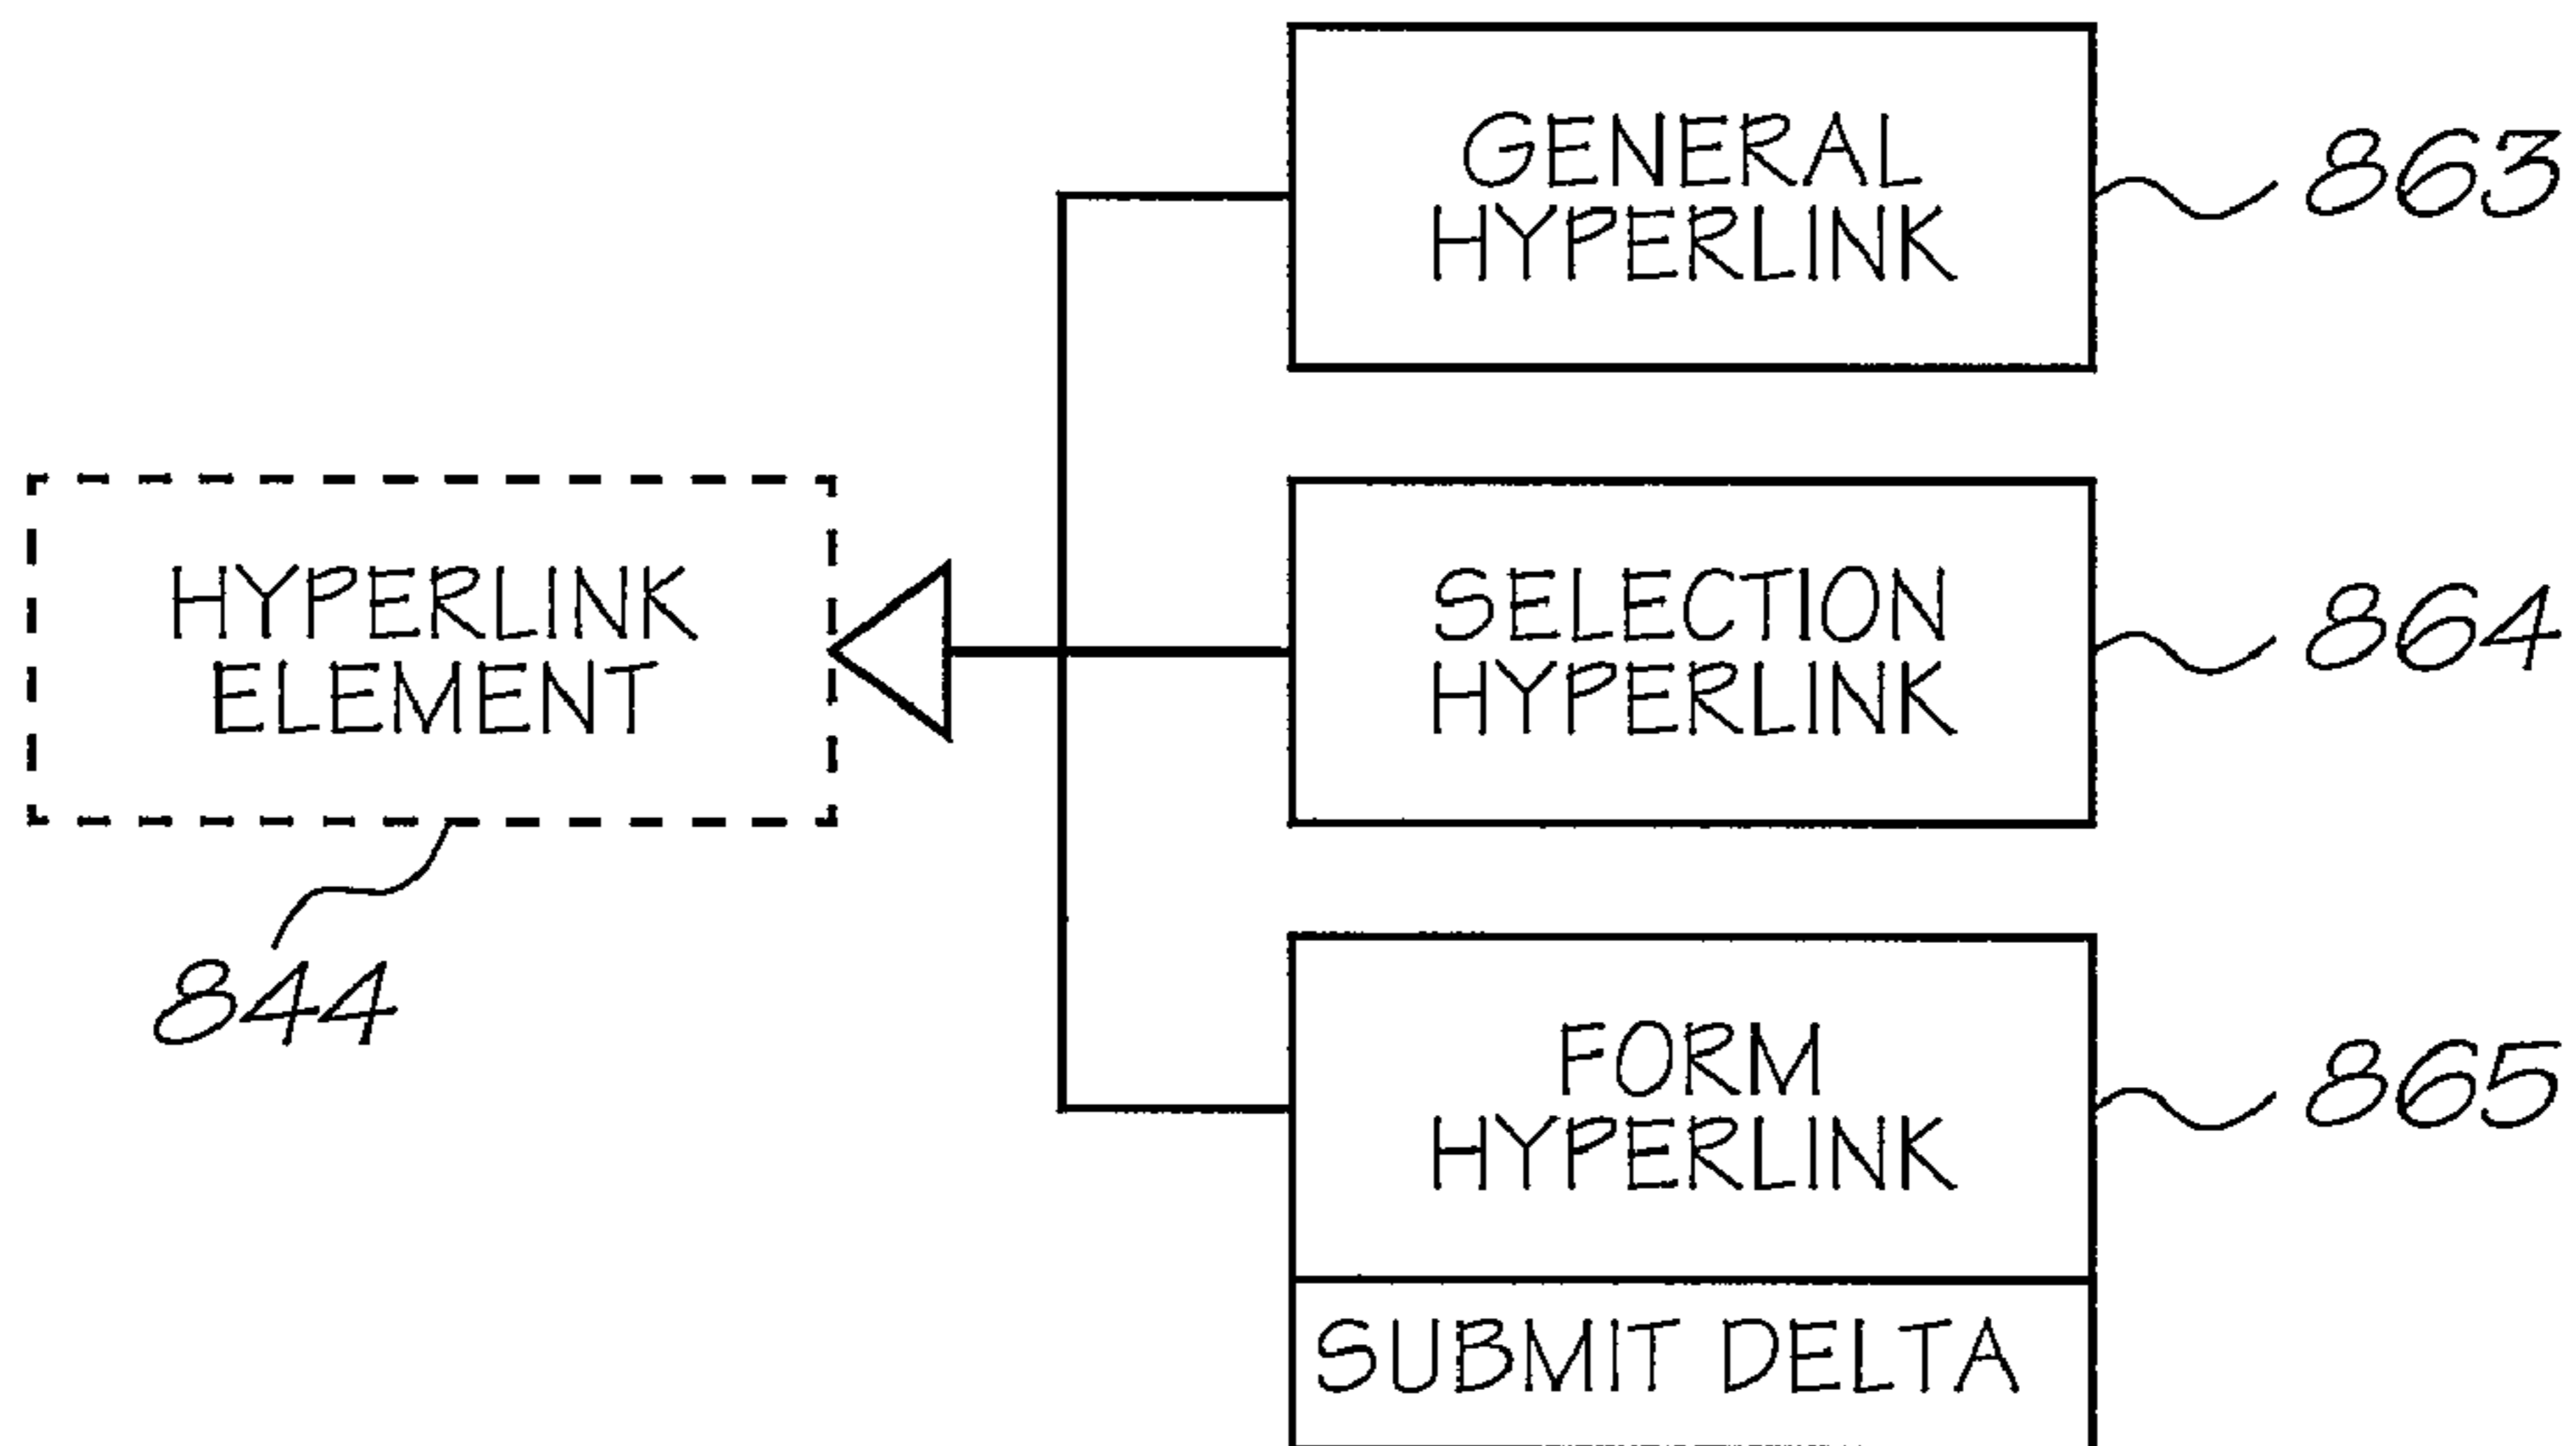 GENERAL
HYPERLINK
863
HYPERLINK
ELEMENT
844
SELECTION
HYPERLINK
864
FORM
HYPERLINK
865
SUBMIT DELTA